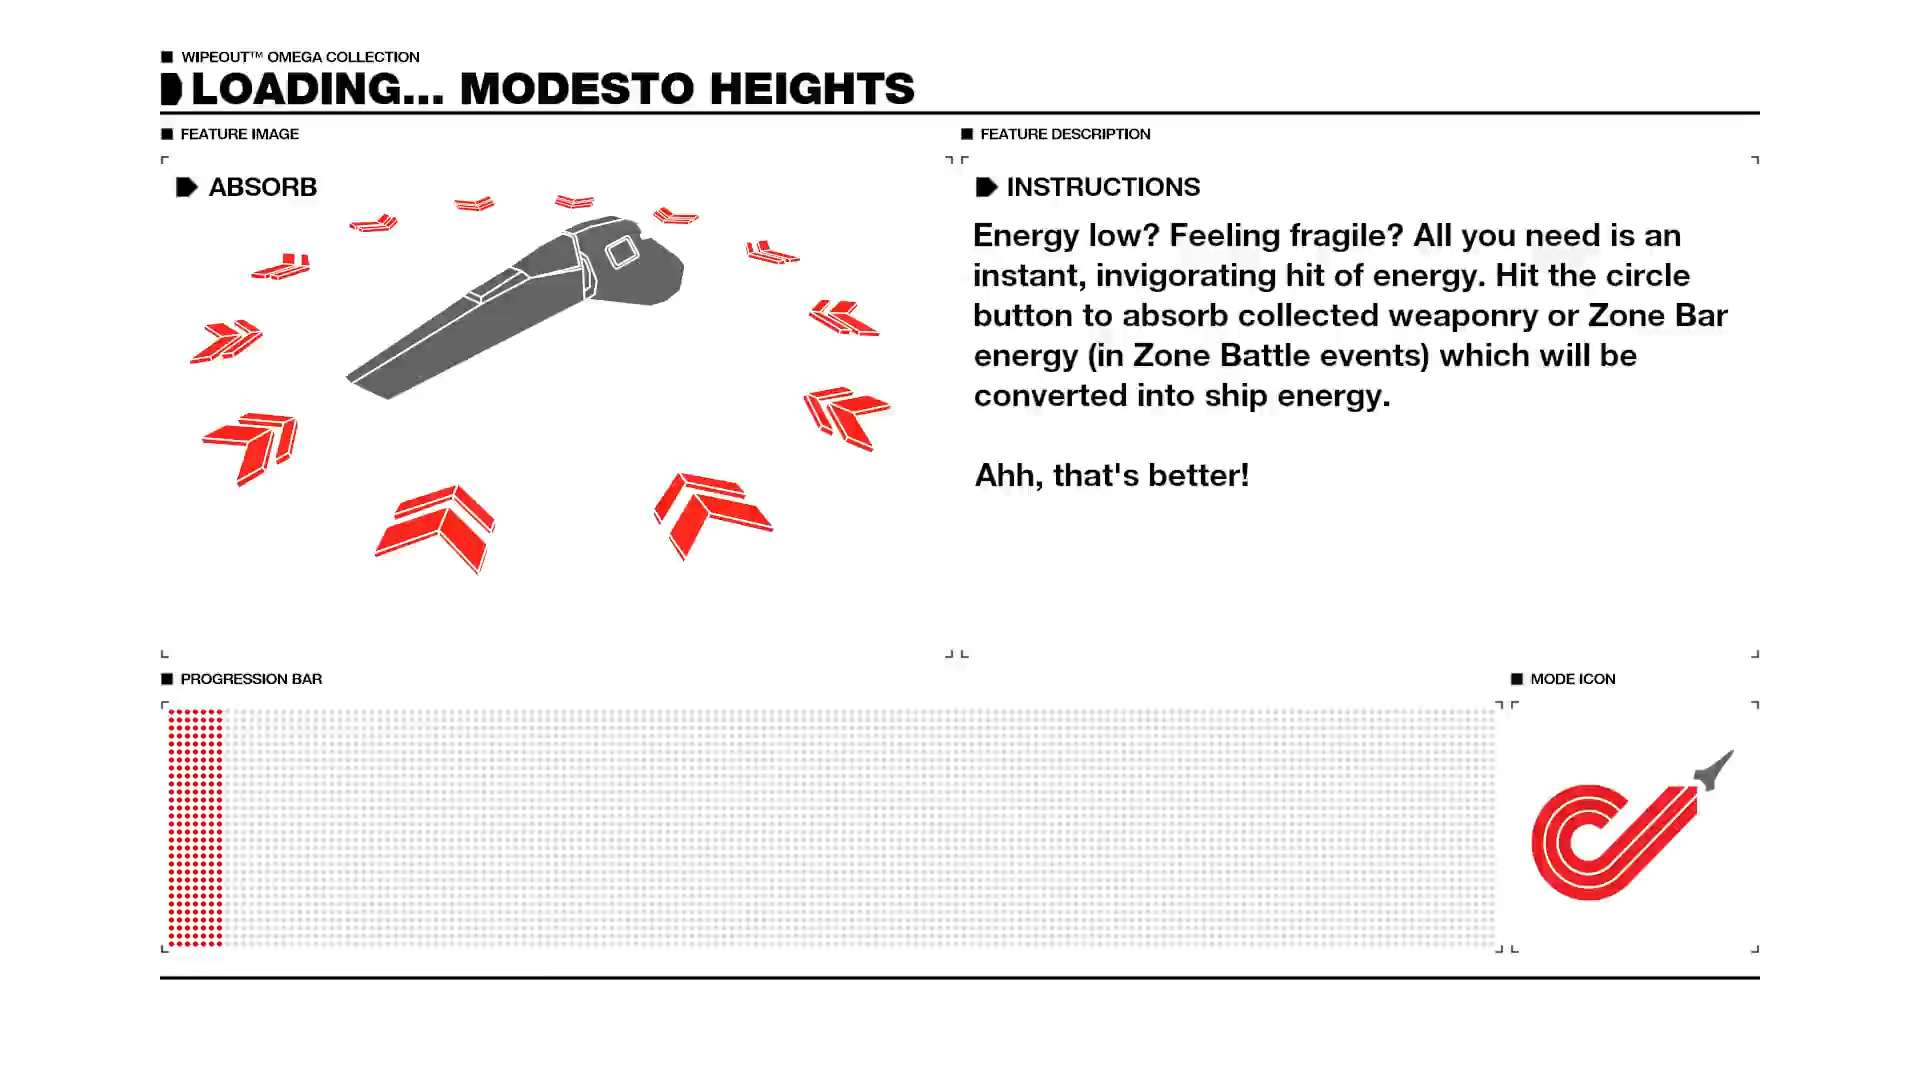 WIPEOUT™ OMEGA COLLECTION
LOADING... MODESTO HEIGHTS
FEATURE IMAGE
ABSORB
FEATURE DESCRIPTION
INSTRUCTIONS
Energy low? Feeling fragile? All you need is an
instant, invigorating hit of energy. Hit the circle
button to absorb collected weaponry or Zone Bar
energy (in Zone Battle events) which will be
converted into ship energy.
Ahh, that's better!
PROGRESSION BAR
MODE ICON